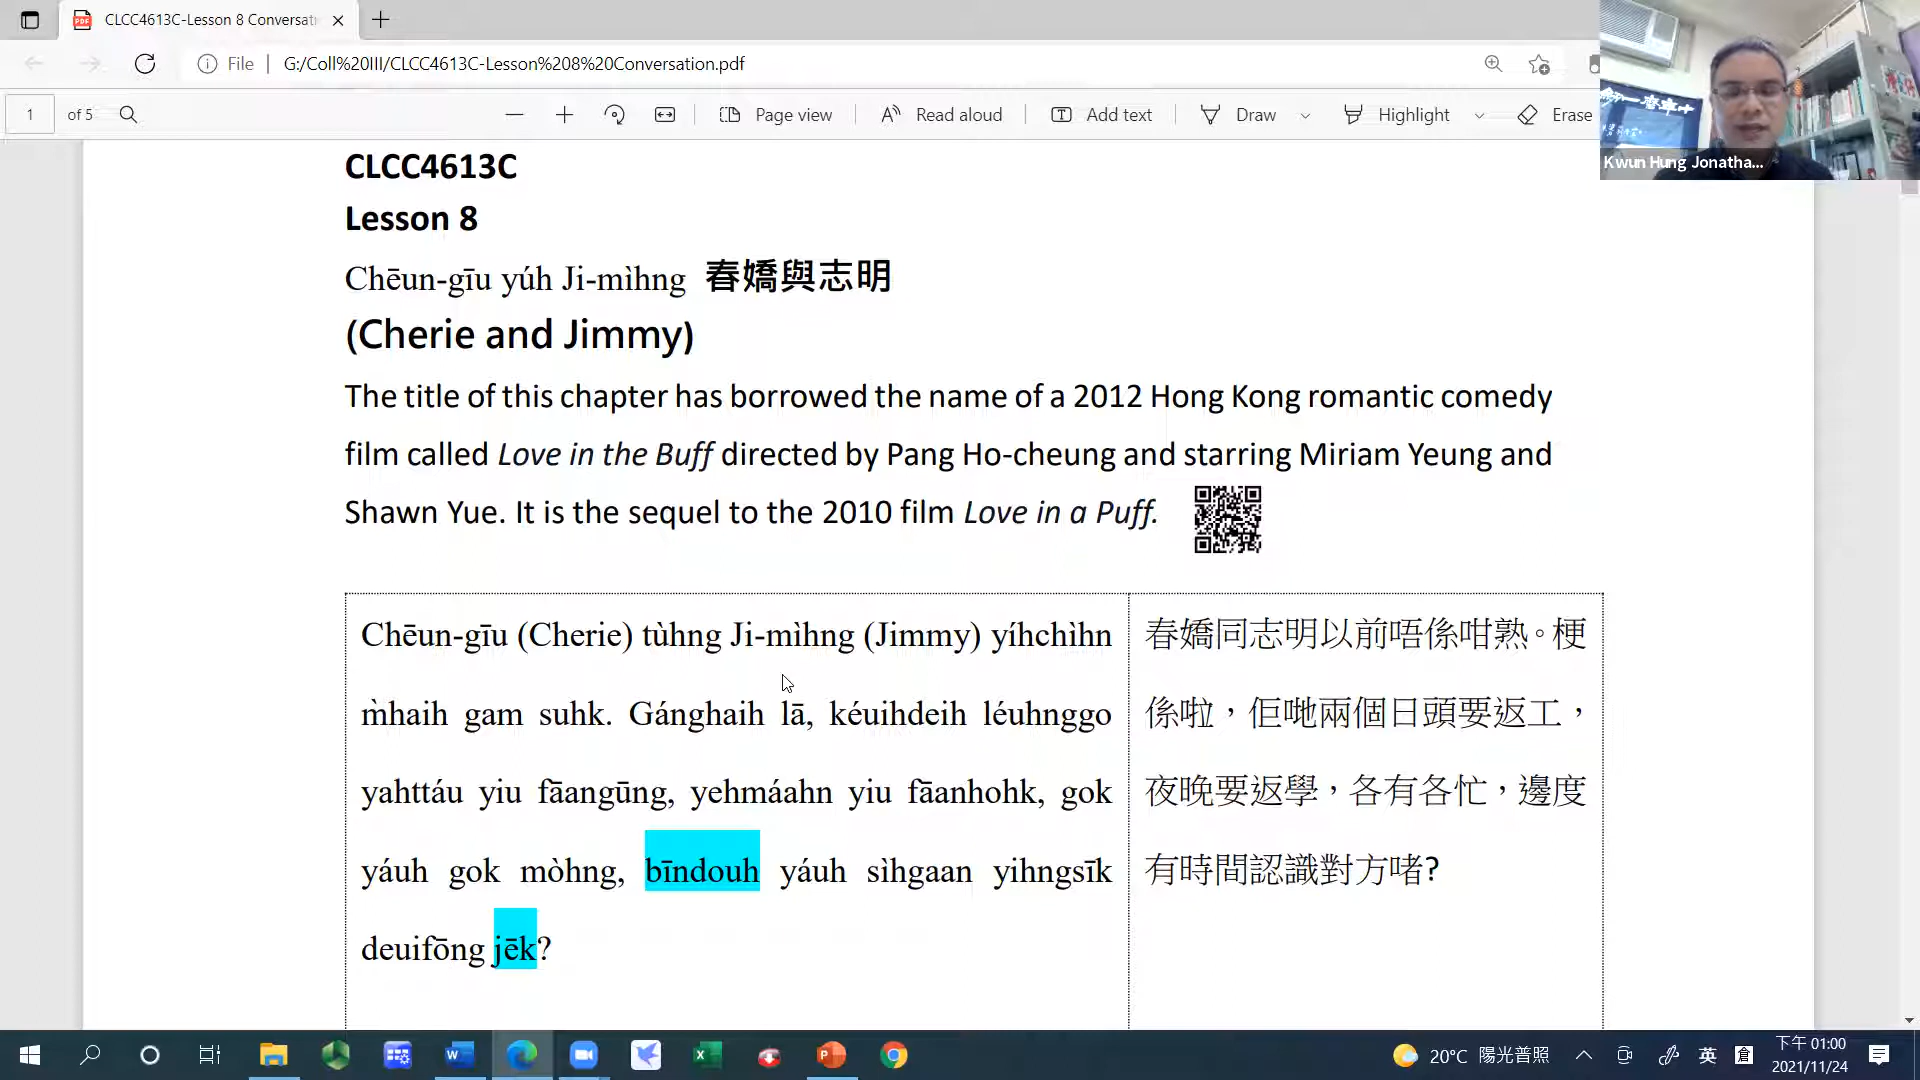 CLCC4613C-Lesson 8 Conversati
File
G:/Coll%20III/CLCC4613C-Lesson%208%20Conversation.pdf
1 of 5
Page view
Read aloud
Add text
Draw
Highlight
Erase
Kwun Hung Jonatha...
CLCC4613C
Lesson 8
Chēun-gīu yúh Ji-mìhng 春嬌與志明
(Cherie and Jimmy)
The title of this chapter has borrowed the name of a 2012 Hong Kong romantic comedy
film called Love in the Buff directed by Pang Ho-cheung and starring Miriam Yeung and
Shawn Yue. It is the sequel to the 2010 film Love in a Puff.
Chēun-gīu (Cherie) tùhng Ji-mìhng (Jimmy) yíhchìhn
m̀haih gam suhk. Gánghaih lā, kéuihdeih léuhnggo
yahttáu yiu fāangūng, yehmáahn yiu fāanhohk, gok
yáuh gok mòhng, bīndouh yáuh sìhgaan yihngsīk
deuifōng jēk?
春嬌同志明以前唔係咁熟。梗
係啦，佢哋兩個日頭要返工，
夜晚要返學，各有各忙，邊度
有時間認識對方啫?
20°C 陽光普照
英
倉
下午 01:00
2021/11/24